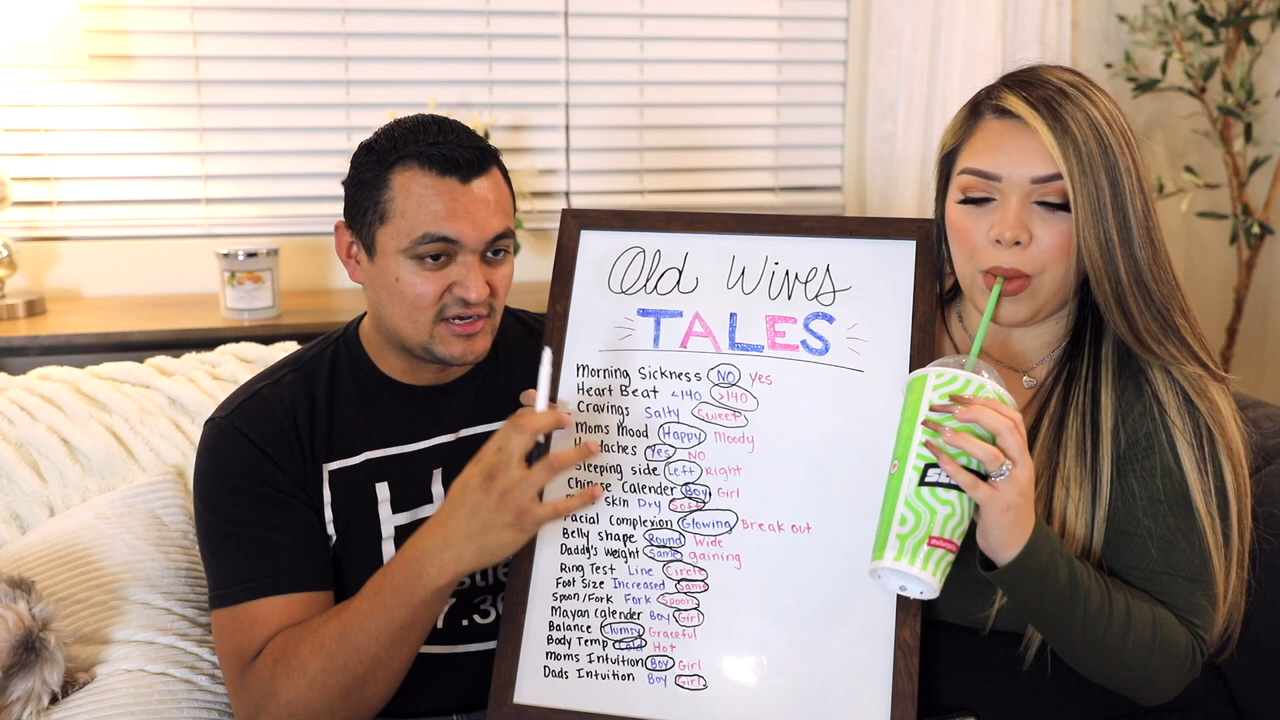 Old Wives
TALES
Morning Sickness NO Yes
Heart Beat <140 >140
Cravings Salty Sweet
Moms Mood Happy Moody
Yes NO
Sleeping side Left Right
Chinese Calender Boy Girl
Skin Dry Soft
Facial Complexion Glowing Break out
Belly shape Round Wide
Daddy's Weight Same gaining
Ring Test Line Circle
Foot Size Increased Same
Spoon/Fork Fork Spoon
Mayan Calender Boy Girl
Balance Clumsy Graceful
Body Temp Cold Hot
Moms Intuition Boy Girl
Dads Intuition Boy Girl
H
7.3